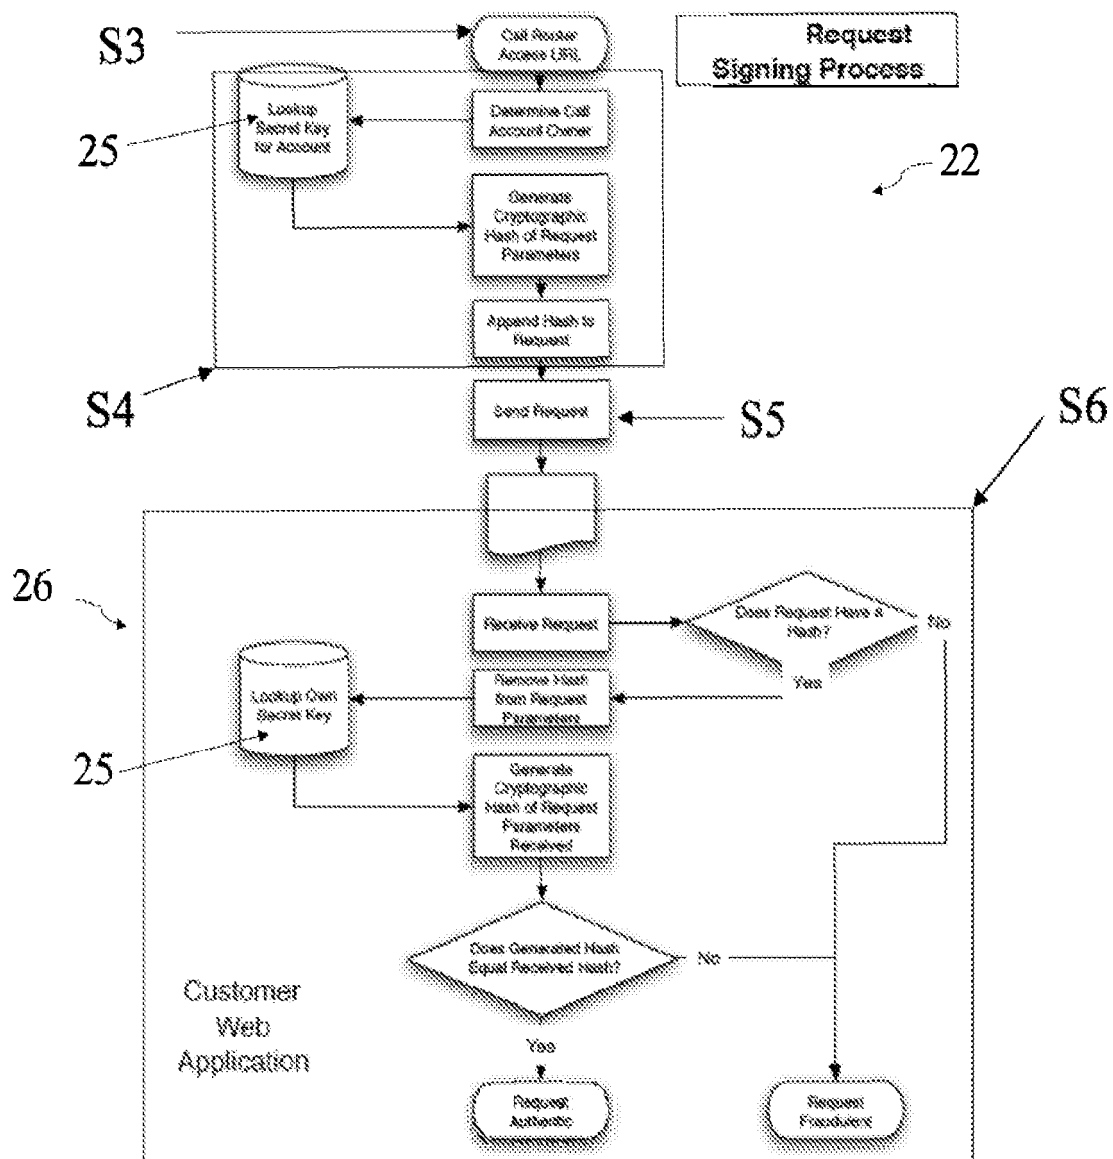 S3
Call Router
Access URL
Request
Signing Process
Lookup
Secret Key
for Account
25
Determine Call
Account Owner
22
Generate
Cryptographic
Hash of Request
Parameters
Append Hash to
Request
S4
Send Request
S5
S6
26
Receive Request
Does Request Have a
Hash?
No
Yes
Remove Hash
from Request
Parameters
Lookup Own
Secret Key
25
Generate
Cryptographic
Hash of Request
Parameters
Received
Does Generated Hash
Equal Received Hash?
No
Customer
Web
Application
Yes
Request
Authentic
Request
Fraudulent